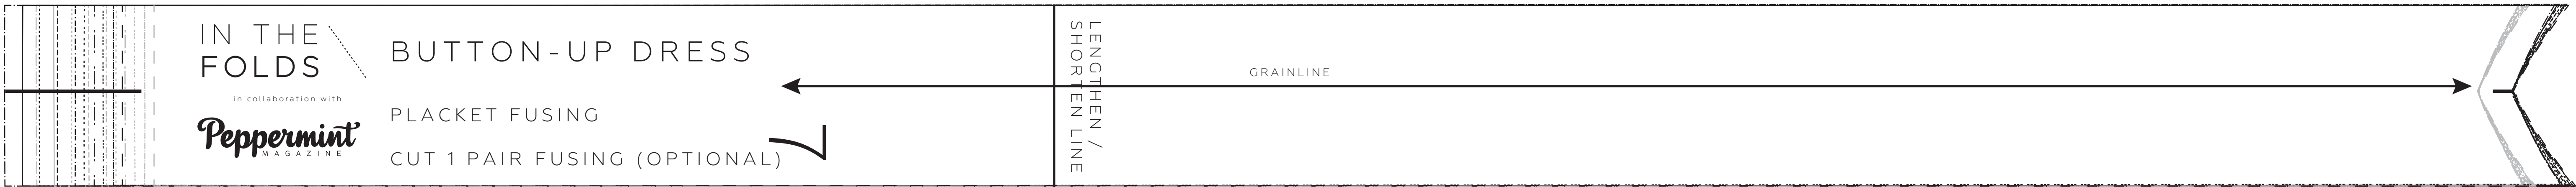 IN THE
FOLDS
in collaboration with
Peppermint
MAGAZINE
BUTTON-UP DRESS
PLACKET FUSING
CUT 1 PAIR FUSING (OPTIONAL)
7
LENGTHEN /
SHORTEN LINE
GRAINLINE